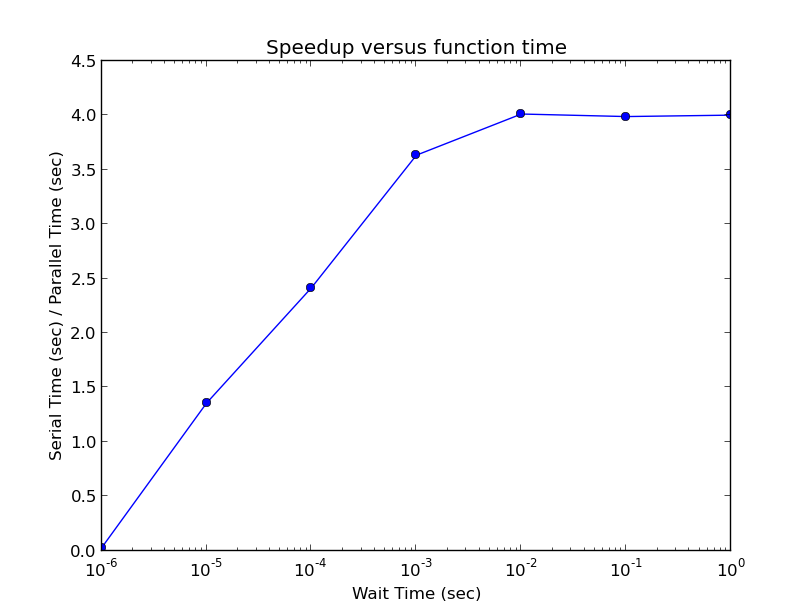 Speedup versus function time
Serial Time (sec) / Parallel Time (sec)
4.5
4.0
3.5
3.0
2.5
2.0
1.5
1.0
0.5
0.0
10^-6 10^-5 10^-4 10^-3 10^-2 10^-1 10^0
Wait Time (sec)